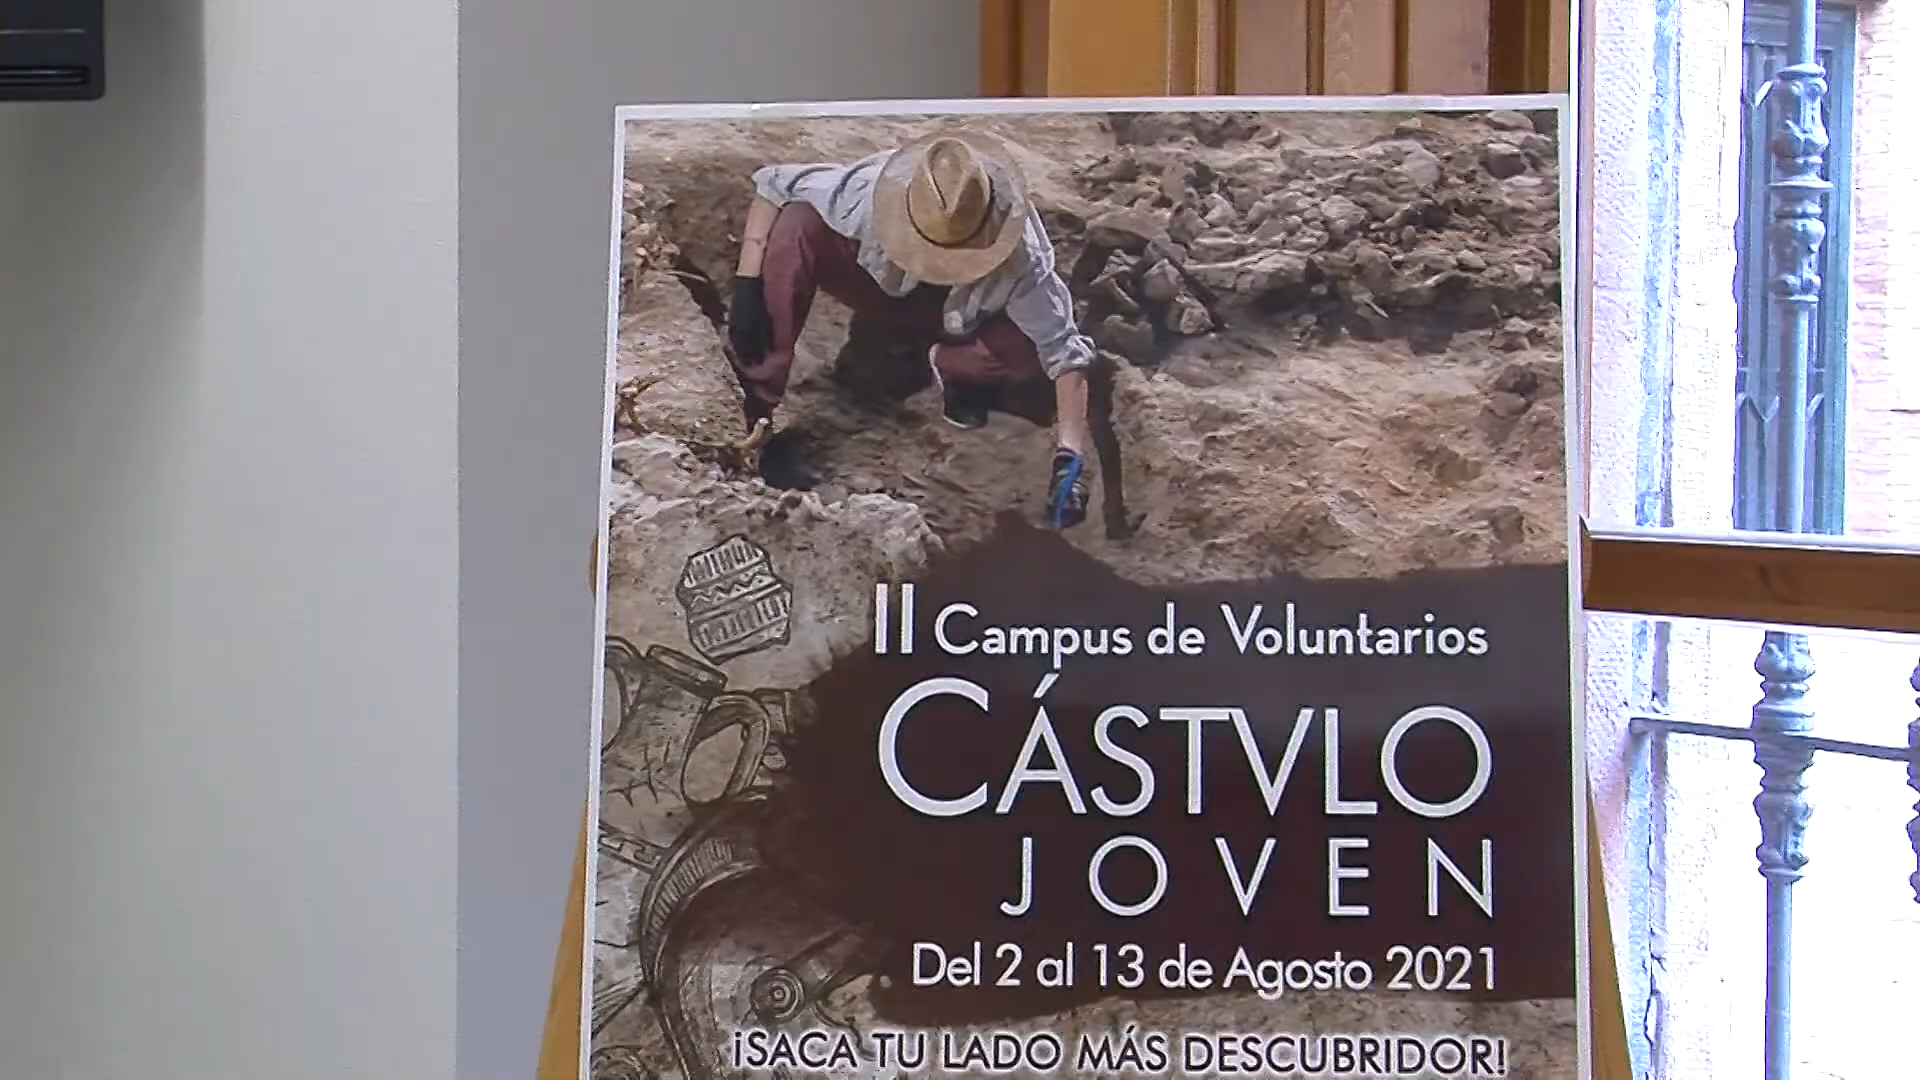 II Campus de Voluntarios
CÁSTVLO
JOVEN
Del 2 al 13 de Agosto 2021
¡SACA TU LADO MÁS DESCUBRIDOR!